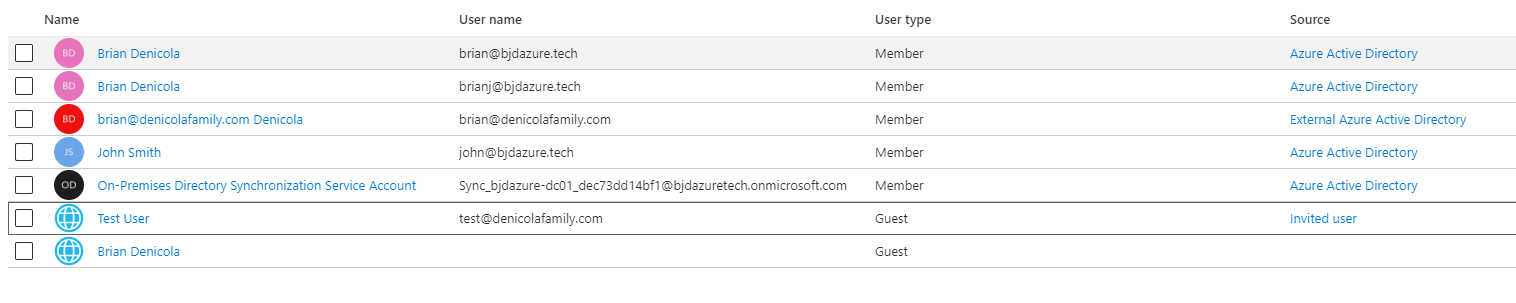 Name User name User type Source
BD Brian Denicola brian@bjdazure.tech Member Azure Active Directory
BD Brian Denicola brianj@bjdazure.tech Member Azure Active Directory
BD brian@denicolafamily.com Denicola brian@denicolafamily.com Member External Azure Active Directory
JS John Smith john@bjdazure.tech Member Azure Active Directory
OD On-Premises Directory Synchronization Service Account Sync_bjdazure-dc01_dec73dd14bf1@bjdazuretech.onmicrosoft.com Member Azure Active Directory
Test User test@denicolafamily.com Guest Invited user
Brian Denicola Guest